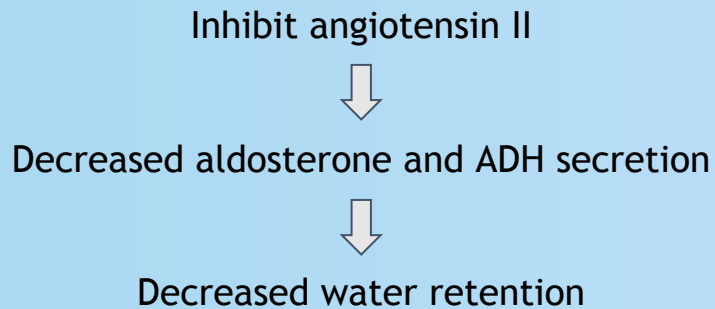 Inhibit angiotensin II
Decreased aldosterone and ADH secretion
Decreased water retention